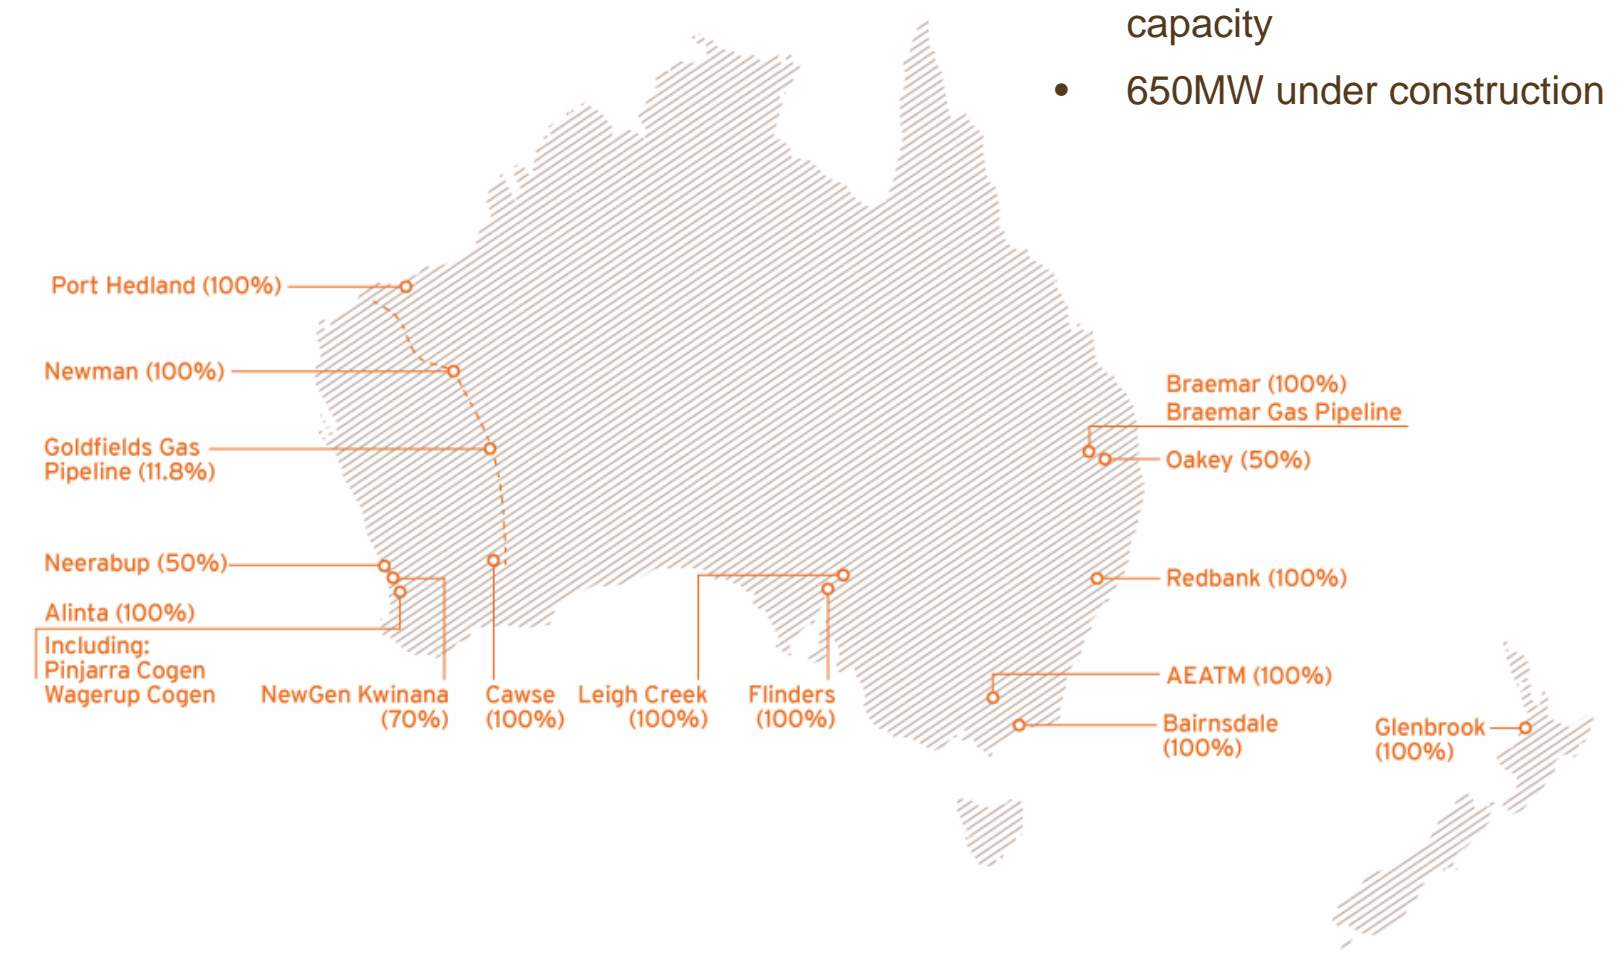 capacity
• 650MW under construction
Port Hedland (100%)
Newman (100%)
Goldfields Gas
Pipeline (11.8%)
Neerabup (50%)
Alinta (100%)
Including:
Pinjarra Cogen
Wagerup Cogen
NewGen Kwinana
(70%)
Cawse
(100%)
Leigh Creek
(100%)
Flinders
(100%)
Braemar (100%)
Braemar Gas Pipeline
Oakey (50%)
Redbank (100%)
AEATM (100%)
Bairnsdale
(100%)
Glenbrook
(100%)